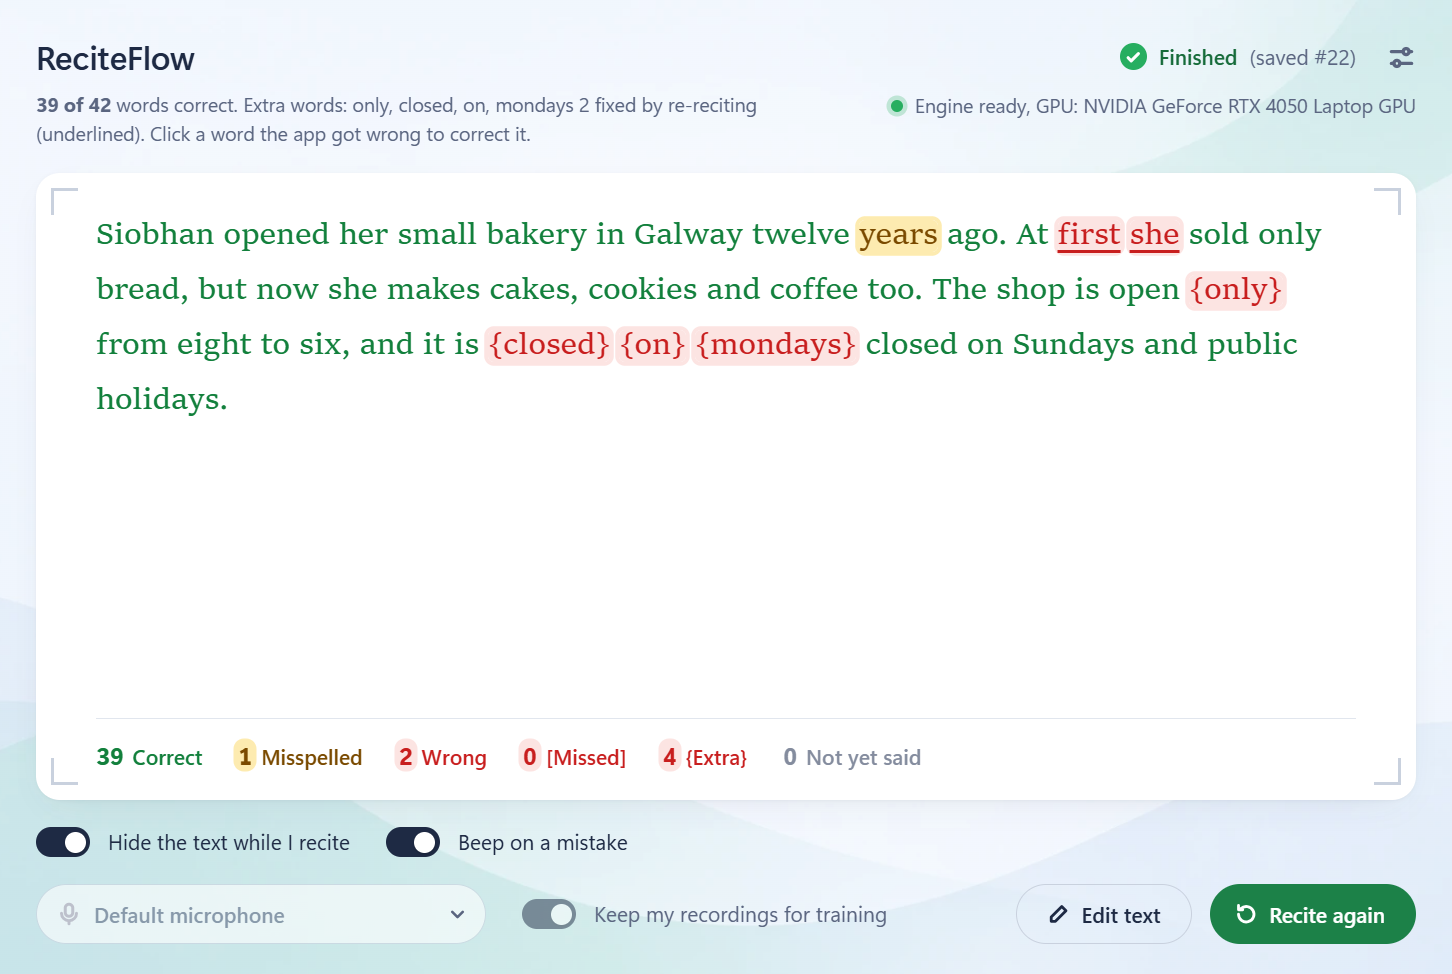 ReciteFlow
Finished (saved #22)
39 of 42 words correct. Extra words: only, closed, on, mondays 2 fixed by re-reciting
(underlined). Click a word the app got wrong to correct it.
Engine ready, GPU: NVIDIA GeForce RTX 4050 Laptop GPU
Siobhan opened her small bakery in Galway twelve years ago. At first she sold only
bread, but now she makes cakes, cookies and coffee too. The shop is open {only}
from eight to six, and it is {closed} {on} {mondays} closed on Sundays and public
holidays.
39 Correct 1 Misspelled 2 Wrong 0 [Missed] 4 {Extra} 0 Not yet said
Hide the text while I recite Beep on a mistake
Default microphone Keep my recordings for training Edit text Recite again